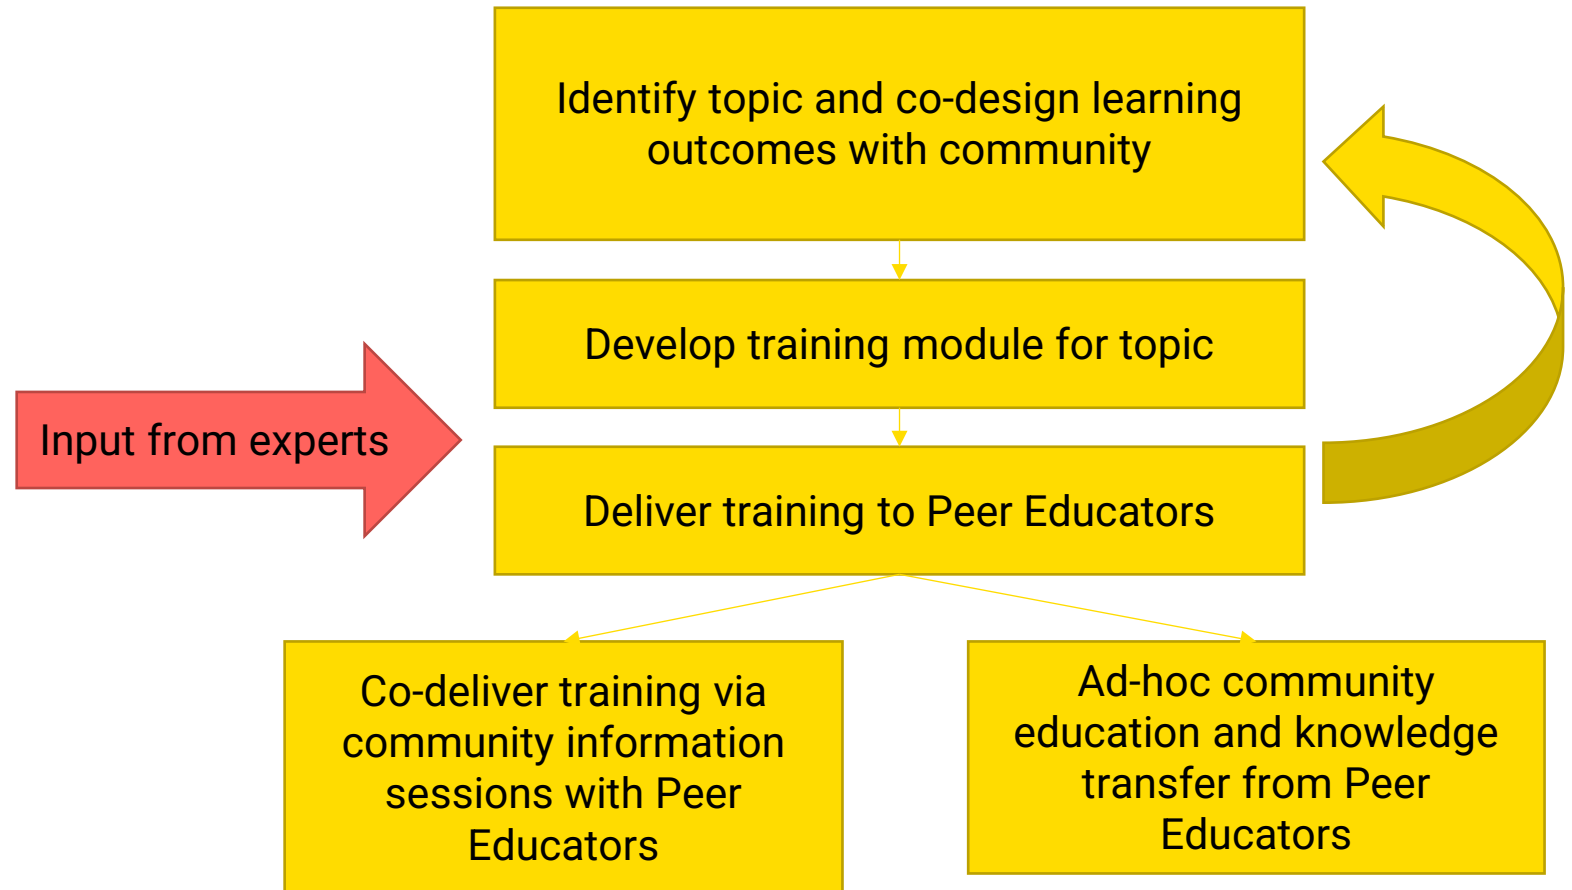 Identify topic and co-design learning
outcomes with community
Develop training module for topic
Input from experts
Deliver training to Peer Educators
Co-deliver training via
community information
sessions with Peer
Educators
Ad-hoc community
education and knowledge
transfer from Peer
Educators